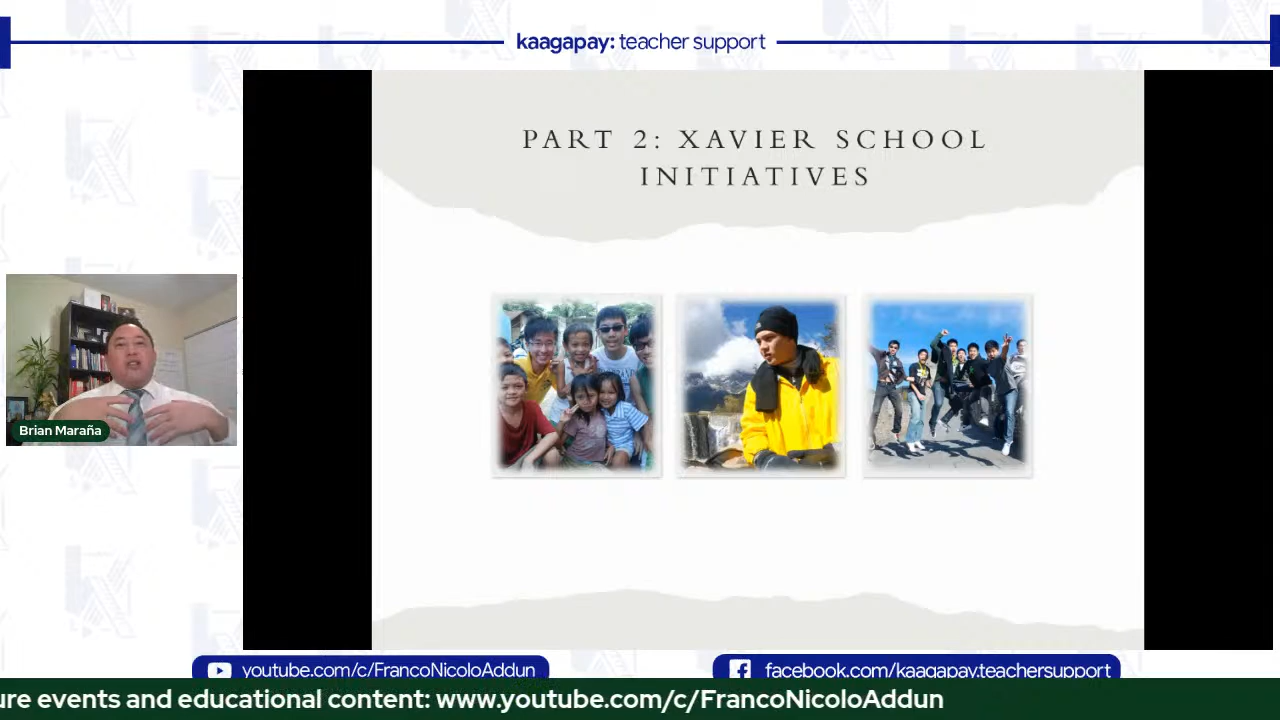 kaagapay: teacher support
PART 2: XAVIER SCHOOL
INITIATIVES
Brian Maraña
youtube.com/c/FrancoNicoloAddun
facebook.com/kaagapay.teachersupport
ure events and educational content: www.youtube.com/c/FrancoNicoloAddun